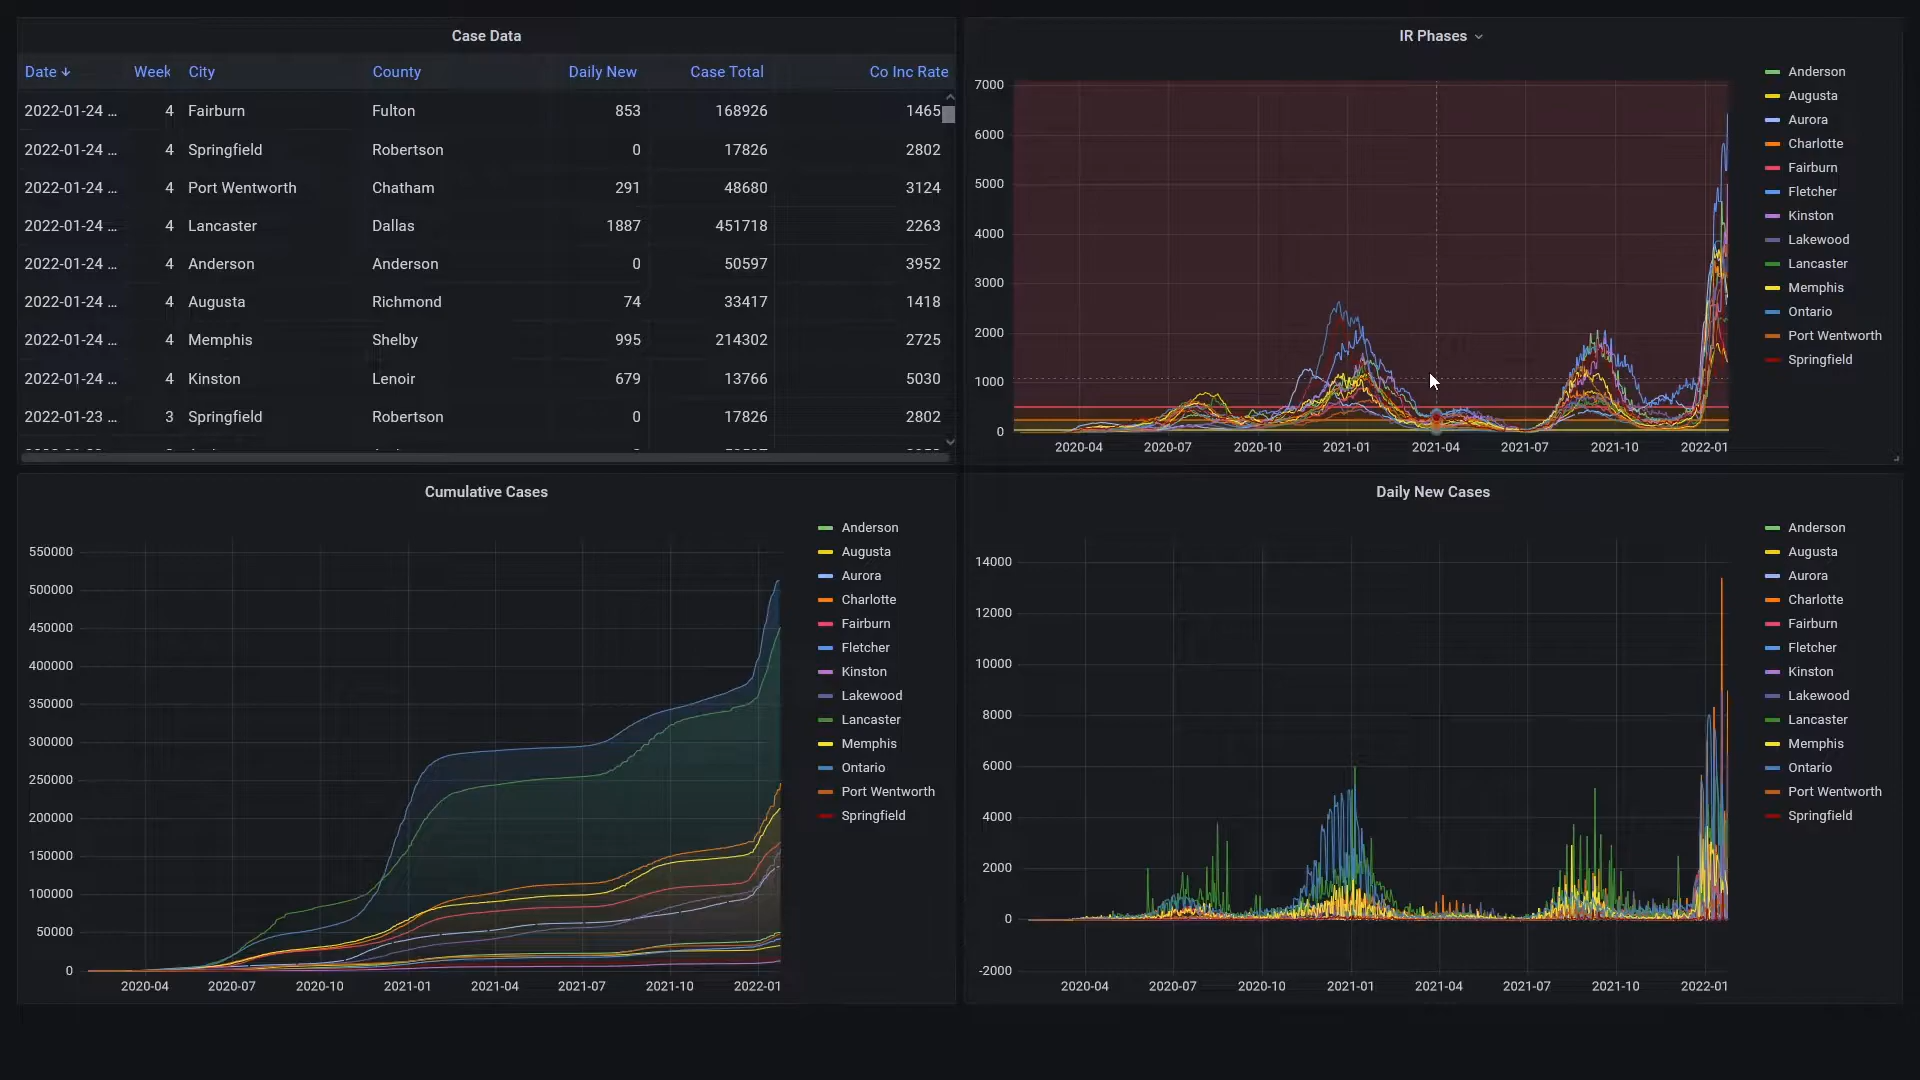 Case Data
Date Week City County Daily New Case Total Co Inc Rate
2022-01-24 ... 4 Fairburn Fulton 853 168926 1465
2022-01-24 ... 4 Springfield Robertson 0 17826 2802
2022-01-24 ... 4 Port Wentworth Chatham 291 48680 3124
2022-01-24 ... 4 Lancaster Dallas 1887 451718 2263
2022-01-24 ... 4 Anderson Anderson 0 50597 3952
2022-01-24 ... 4 Augusta Richmond 74 33417 1418
2022-01-24 ... 4 Memphis Shelby 995 214302 2725
2022-01-24 ... 4 Kinston Lenoir 679 13766 5030
2022-01-23 ... 3 Springfield Robertson 0 17826 2802
IR Phases
7000
6000
5000
4000
3000
2000
1000
0
2020-04 2020-07 2020-10 2021-01 2021-04 2021-07 2021-10 2022-01
Anderson
Augusta
Aurora
Charlotte
Fairburn
Fletcher
Kinston
Lakewood
Lancaster
Memphis
Ontario
Port Wentworth
Springfield
Cumulative Cases
550000
500000
450000
400000
350000
300000
250000
200000
150000
100000
50000
0
2020-04 2020-07 2020-10 2021-01 2021-04 2021-07 2021-10 2022-01
Anderson
Augusta
Aurora
Charlotte
Fairburn
Fletcher
Kinston
Lakewood
Lancaster
Memphis
Ontario
Port Wentworth
Springfield
Daily New Cases
14000
12000
10000
8000
6000
4000
2000
0
-2000
2020-04 2020-07 2020-10 2021-01 2021-04 2021-07 2021-10 2022-01
Anderson
Augusta
Aurora
Charlotte
Fairburn
Fletcher
Kinston
Lakewood
Lancaster
Memphis
Ontario
Port Wentworth
Springfield